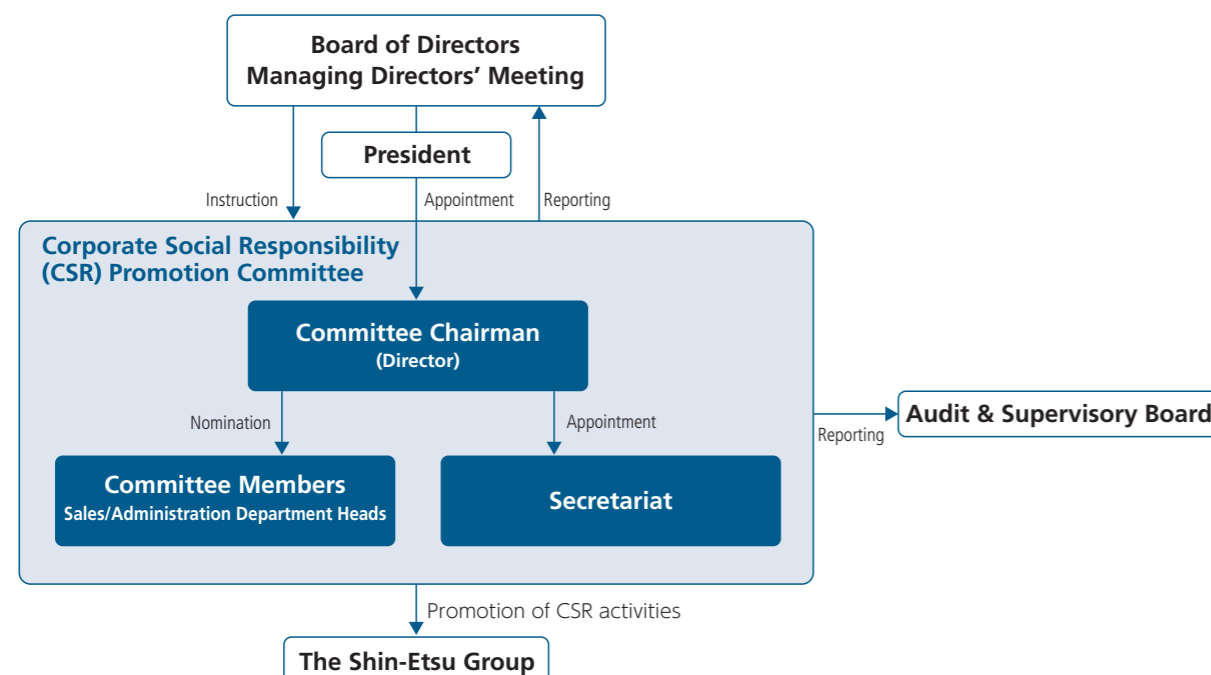 Board of Directors
Managing Directors’ Meeting
President
Instruction
Appointment
Reporting
Corporate Social Responsibility
(CSR) Promotion Committee
Committee Chairman
(Director)
Nomination
Appointment
Audit & Supervisory Board
Reporting
Committee Members
Sales/Administration Department Heads
Secretariat
Promotion of CSR activities
The Shin-Etsu Group